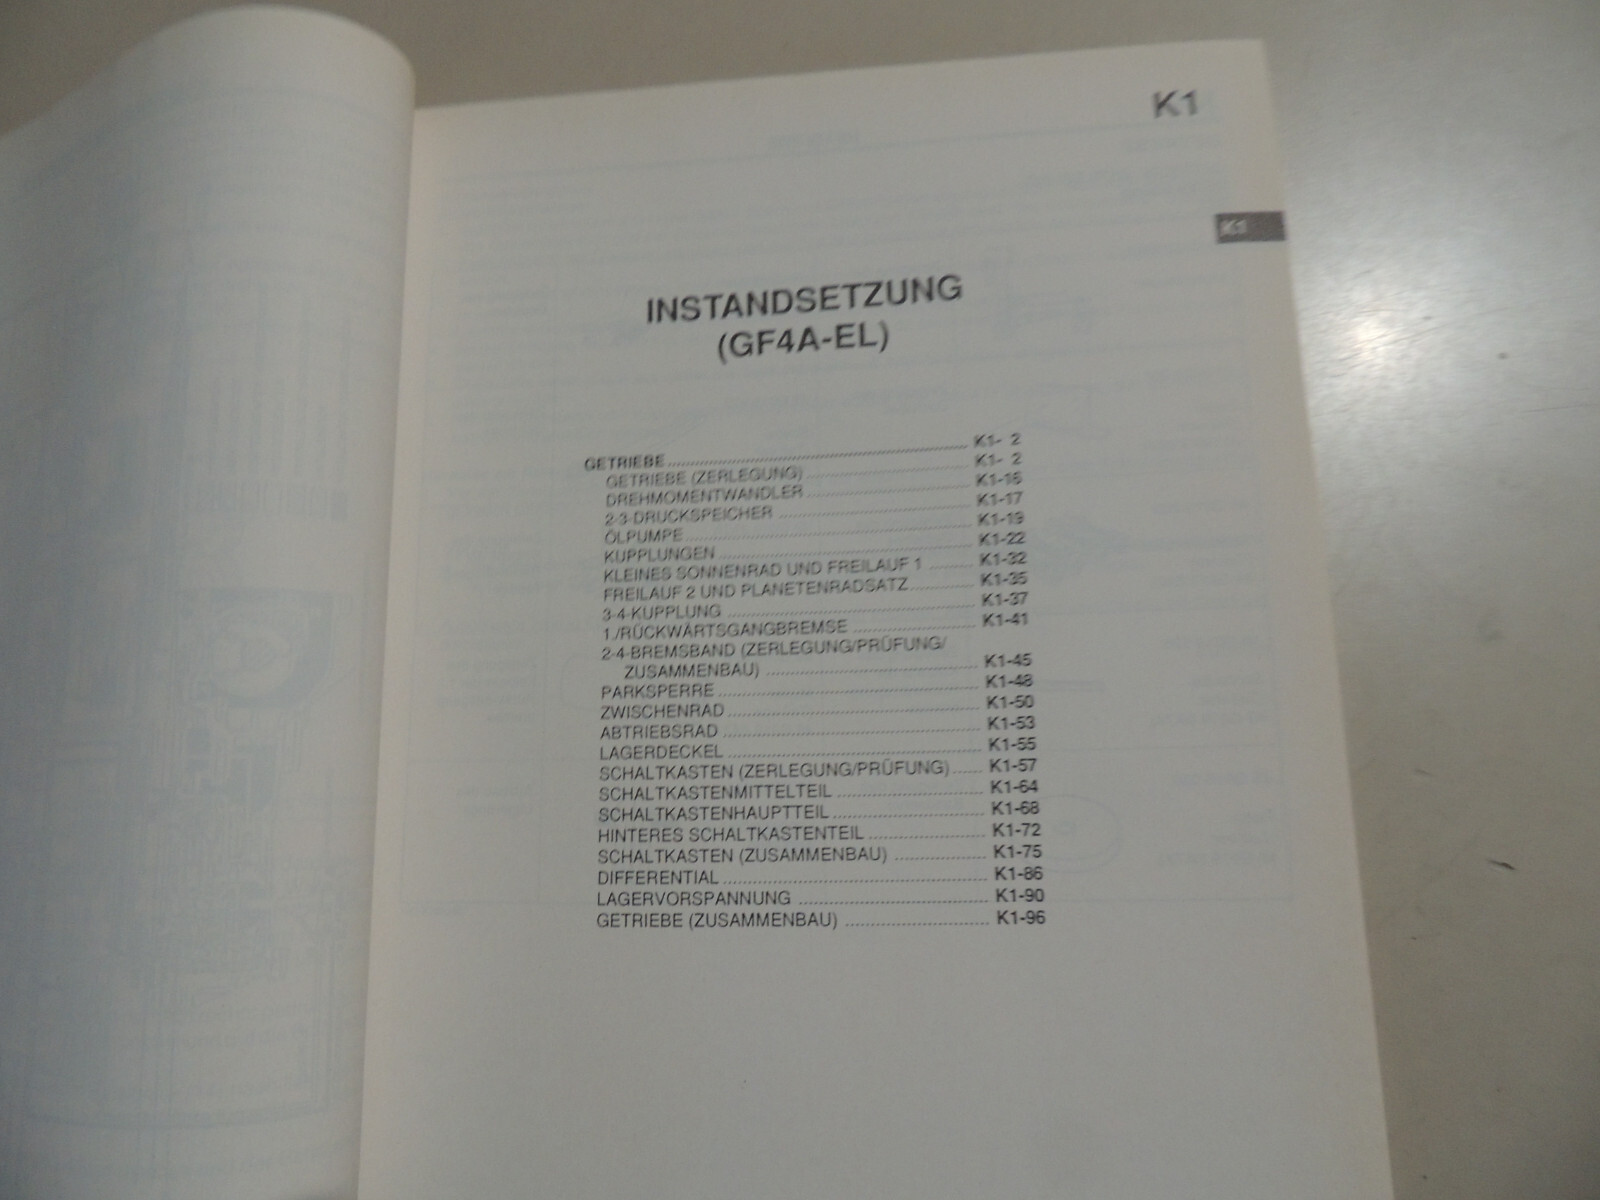 K1
K1
INSTANDSETZUNG
(GF4A-EL)
GETRIEBE ........ K1- 2
GETRIEBE (ZERLEGUNG) ........ K1- 2
DREHMOMENTWANDLER ........ K1-16
2-3-DRUCKSPEICHER ........ K1-17
ÖLPUMPE ........ K1-19
KUPPLUNGEN ........ K1-22
KLEINES SONNENRAD UND FREILAUF 1 ........ K1-32
FREILAUF 2 UND PLANETENRADSATZ ........ K1-35
3-4-KUPPLUNG ........ K1-37
1./RÜCKWÄRTSGANGBREMSE ........ K1-41
2-4-BREMSBAND (ZERLEGUNG/PRÜFUNG/
ZUSAMMENBAU) ........ K1-45
PARKSPERRE ........ K1-48
ZWISCHENRAD ........ K1-50
ABTRIEBSRAD ........ K1-53
LAGERDECKEL ........ K1-55
SCHALTKASTEN (ZERLEGUNG/PRÜFUNG) ........ K1-57
SCHALTKASTENMITTELTEIL ........ K1-64
SCHALTKASTENHAUPTTEIL ........ K1-68
HINTERES SCHALTKASTENTEIL ........ K1-72
SCHALTKASTEN (ZUSAMMENBAU) ........ K1-75
DIFFERENTIAL ........ K1-86
LAGERVORSPANNUNG ........ K1-90
GETRIEBE (ZUSAMMENBAU) ........ K1-96